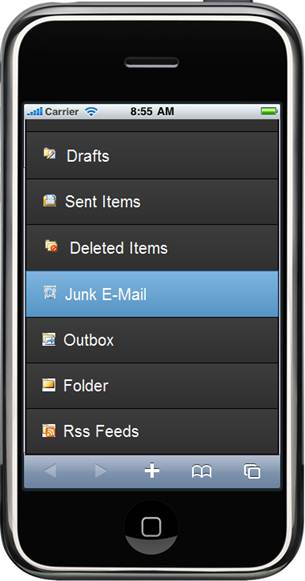 Carrier 8:55 AM
Drafts
Sent Items
Deleted Items
Junk E-Mail
Outbox
Folder
Rss Feeds